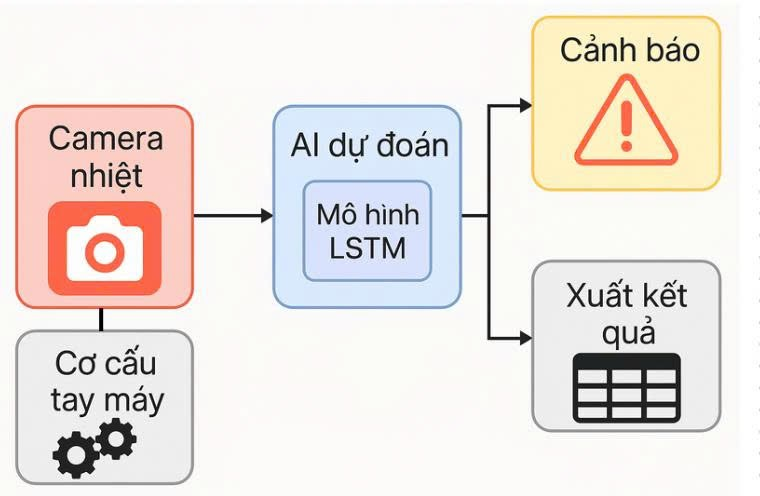 Camera
nhiệt
Cơ cấu
tay máy
AI dự đoán
Mô hình
LSTM
Cảnh báo
Xuất kết
quả